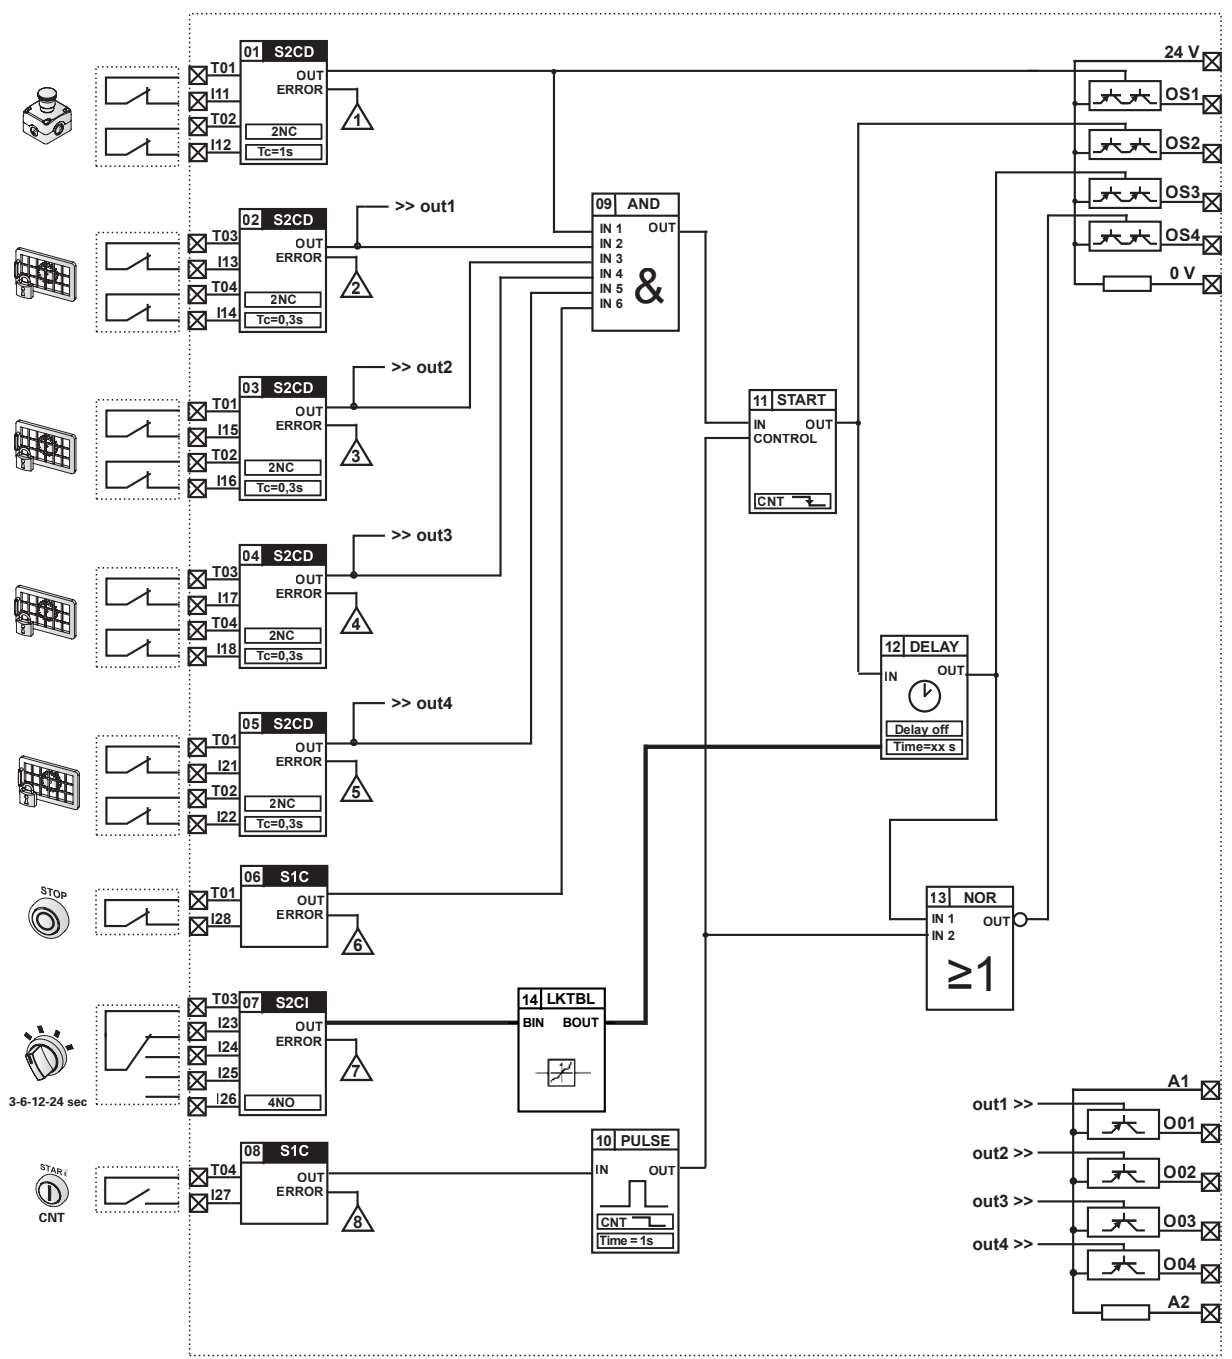 01 S2CD
T01
I11
T02
I12
OUT
ERROR
2NC
Tc=1s
1
02 S2CD
T03
I13
T04
I14
OUT
ERROR
2NC
Tc=0,3s
2
>> out1
03 S2CD
T01
I15
T02
I16
OUT
ERROR
2NC
Tc=0,3s
3
>> out2
04 S2CD
T03
I17
T04
I18
OUT
ERROR
2NC
Tc=0,3s
4
>> out3
05 S2CD
T01
I21
T02
I22
OUT
ERROR
2NC
Tc=0,3s
5
>> out4
STOP
06 S1C
T01
I28
OUT
ERROR
6
3-6-12-24 sec
07 S2CI
T03
I23
I24
I25
I26
OUT
ERROR
4NO
7
START
CNT
08 S1C
T04
I27
OUT
ERROR
8
09 AND
IN 1 OUT
IN 2
IN 3
IN 4
IN 5
IN 6
&
10 PULSE
IN OUT
CNT
Time = 1s
11 START
IN OUT
CONTROL
CNT
12 DELAY
IN OUT
Delay off
Time=xx s
13 NOR
IN 1 OUT
IN 2
≥1
14 LKTBL
BIN BOUT
24 V
OS1
OS2
OS3
OS4
0 V
A1
out1 >>
O01
out2 >>
O02
out3 >>
O03
out4 >>
O04
A2